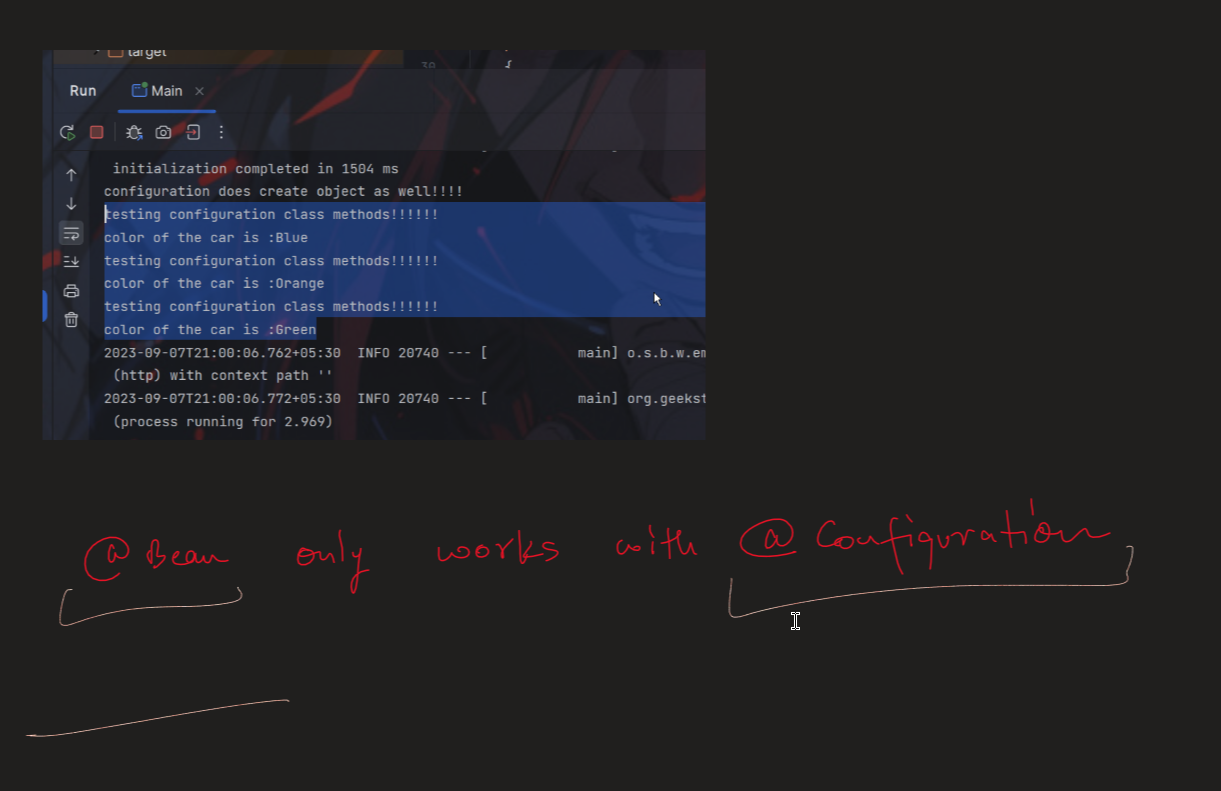 target
38 {
Run Main
initialization completed in 1504 ms
configuration does create object as well!!!!
testing configuration class methods!!!!!!
color of the car is :Blue
testing configuration class methods!!!!!!
color of the car is :Orange
testing configuration class methods!!!!!!
color of the car is :Green
2023-09-07T21:00:06.762+05:30 INFO 20740 --- [ main] o.s.b.w.em
(http) with context path ''
2023-09-07T21:00:06.772+05:30 INFO 20740 --- [ main] org.geekst
(process running for 2.969)
@Bean only works with @Configuration